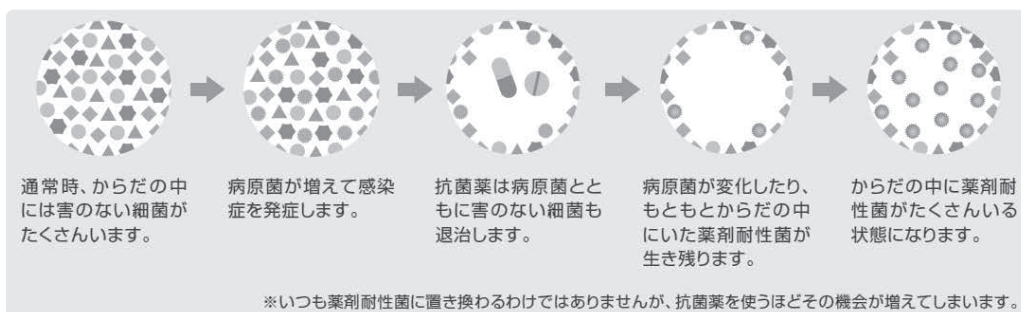 通常時、からだの中
には害のない細菌が
たくさんいます。
病原菌が増えて感染
症を発症します。
抗菌薬は病原菌とと
もに害のない細菌も
退治します。
病原菌が変化したり、
もともとからだの中
にいた薬剤耐性菌が
生き残ります。
からだの中に薬剤耐
性菌がたくさんいる
状態になります。
※いつも薬剤耐性菌に置き換わるわけではありませんが、抗菌薬を使うほどその機会が増えてしまいます。